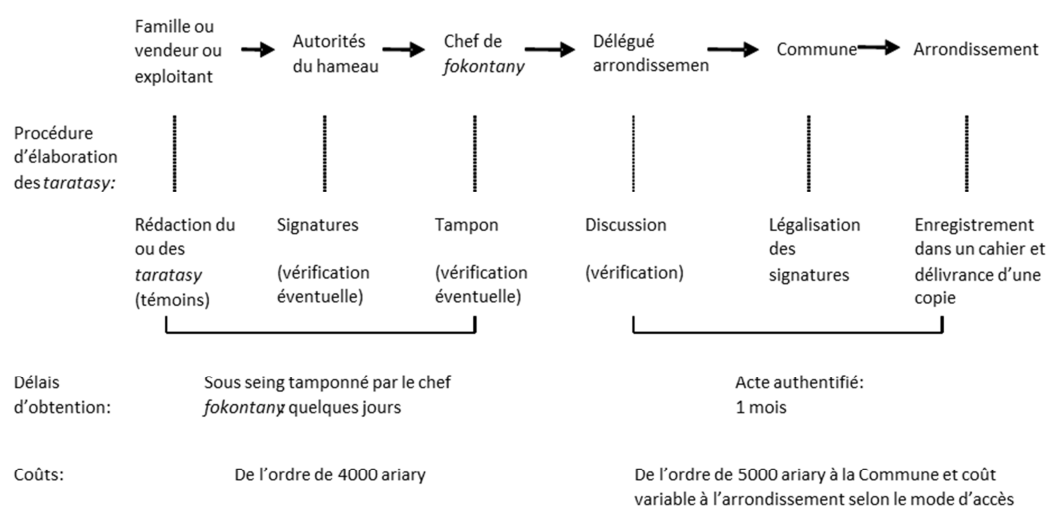 Famille ou
vendeur ou
exploitant
Autorités
du hameau
Chef de
fokontany
Délégué
arrondissemen
Commune
Arrondissement
Procédure
d'élaboration
des taratasy:
Rédaction du
ou des
taratasy
(témoins)
Signatures
(vérification
éventuelle)
Tampon
(vérification
éventuelle)
Discussion
(vérification)
Légalisation
des
signatures
Enregistrement
dans un cahier et
délivrance d'une
copie
Délais
d'obtention:
Sous seing tamponné par le chef
fokontany: quelques jours
Acte authentifié:
1 mois
Coûts:
De l'ordre de 4000 ariary
De l'ordre de 5000 ariary à la Commune et coût
variable à l'arrondissement selon le mode d'accès